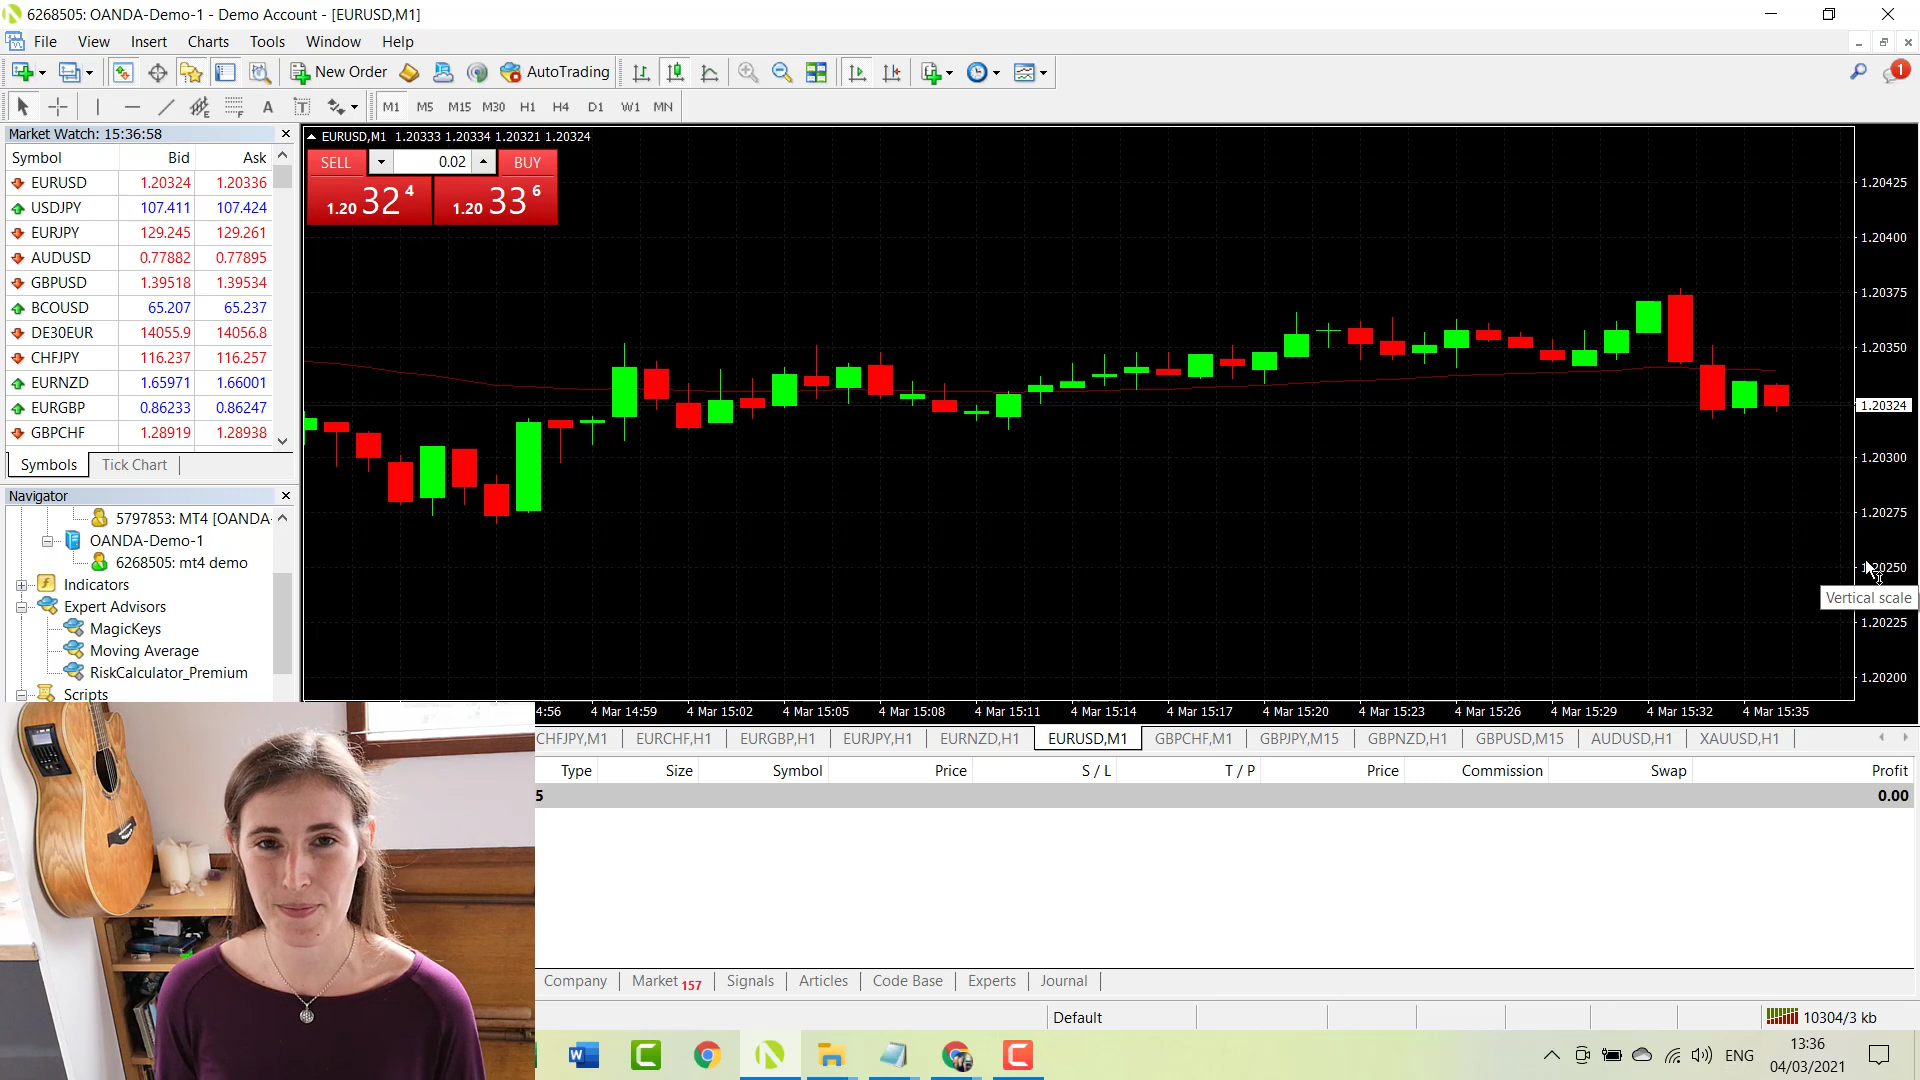 6268505: OANDA-Demo-1 - Demo Account - [EURUSD,M1]
File View Insert Charts Tools Window Help
New Order AutoTrading 1
A T M1 M5 M15 M30 H1 H4 D1 W1 MN
Market Watch: 15:36:58
Symbol Bid Ask
EURUSD 1.20324 1.20336
USDJPY 107.411 107.424
EURJPY 129.245 129.261
AUDUSD 0.77882 0.77895
GBPUSD 1.39518 1.39534
BCOUSD 65.207 65.237
DE30EUR 14055.9 14056.8
CHFJPY 116.237 116.257
EURNZD 1.65971 1.66001
EURGBP 0.86233 0.86247
GBPCHF 1.28919 1.28938
Symbols Tick Chart
Navigator
5797853: MT4 [OANDA-
OANDA-Demo-1
6268505: mt4 demo
Indicators
Expert Advisors
MagicKeys
Moving Average
RiskCalculator_Premium
Scripts
EURUSD,M1 1.20333 1.20334 1.20321 1.20324
SELL 0.02 BUY
1.20 32 4 1.20 33 6
1.20425
1.20400
1.20375
1.20350
1.20324
1.20300
1.20275
1.20250
Vertical scale
1.20225
1.20200
4:56 4 Mar 14:59 4 Mar 15:02 4 Mar 15:05 4 Mar 15:08 4 Mar 15:11 4 Mar 15:14 4 Mar 15:17 4 Mar 15:20 4 Mar 15:23 4 Mar 15:26 4 Mar 15:29 4 Mar 15:32 4 Mar 15:35
CHFJPY,M1 EURCHF,H1 EURGBP,H1 EURJPY,H1 EURNZD,H1 EURUSD,M1 GBPCHF,M1 GBPJPY,M15 GBPNZD,H1 GBPUSD,M15 AUDUSD,H1 XAUUSD,H1
Type Size Symbol Price S / L T / P Price Commission Swap Profit
5 0.00
Company Market 157 Signals Articles Code Base Experts Journal
Default 10304/3 kb
ENG 13:36
04/03/2021